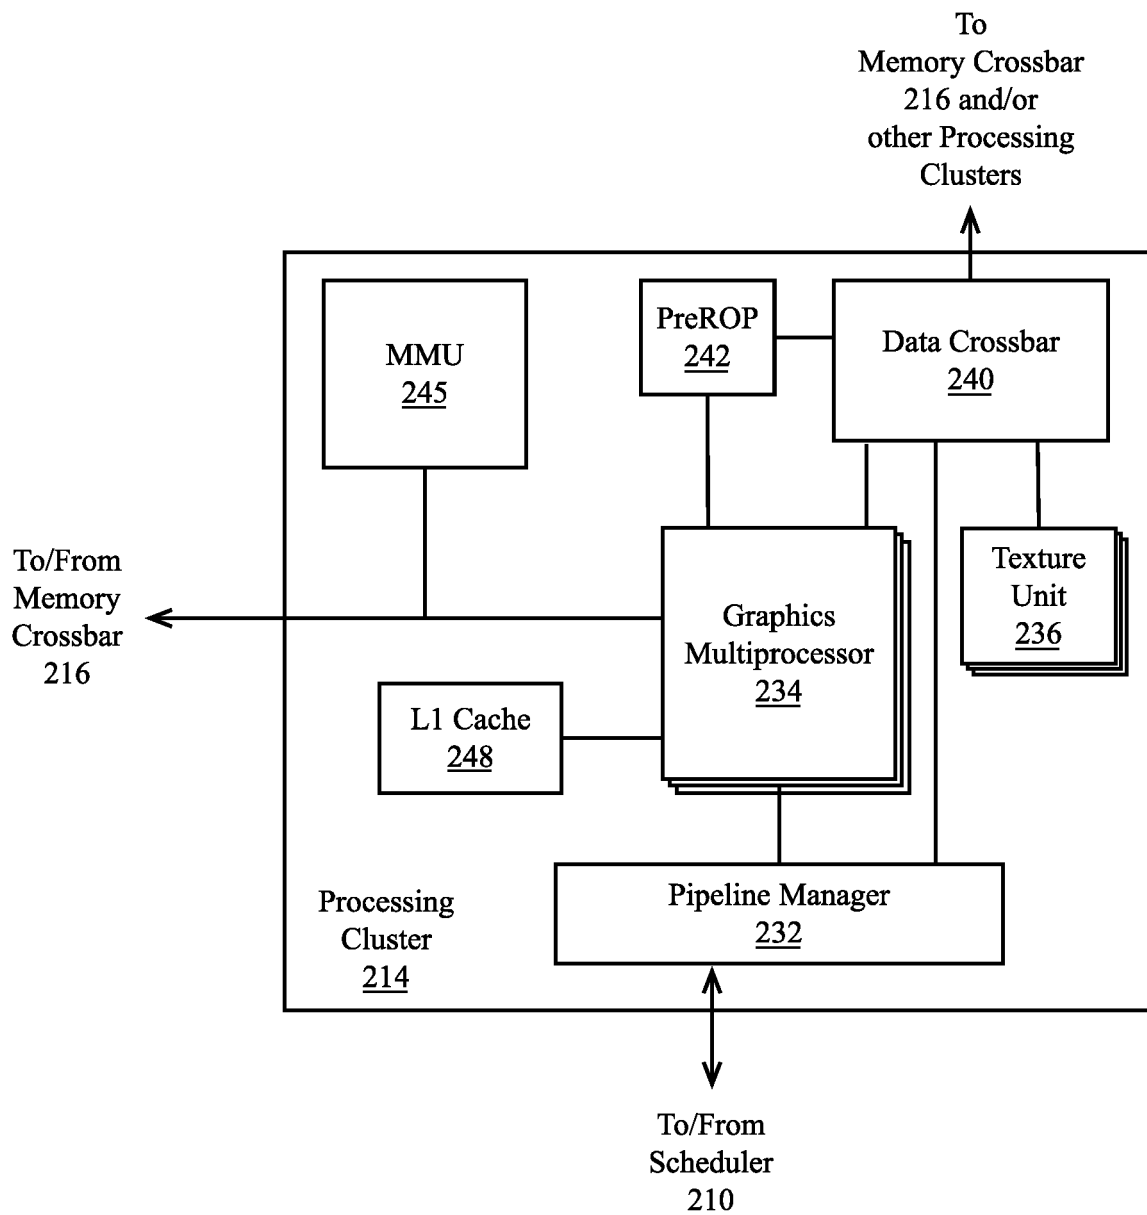 To
Memory Crossbar
216 and/or
other Processing
Clusters
MMU
245
PreROP
242
Data Crossbar
240
To/From
Memory
Crossbar
216
Graphics
Multiprocessor
234
Texture
Unit
236
L1 Cache
248
Pipeline Manager
232
Processing
Cluster
214
To/From
Scheduler
210